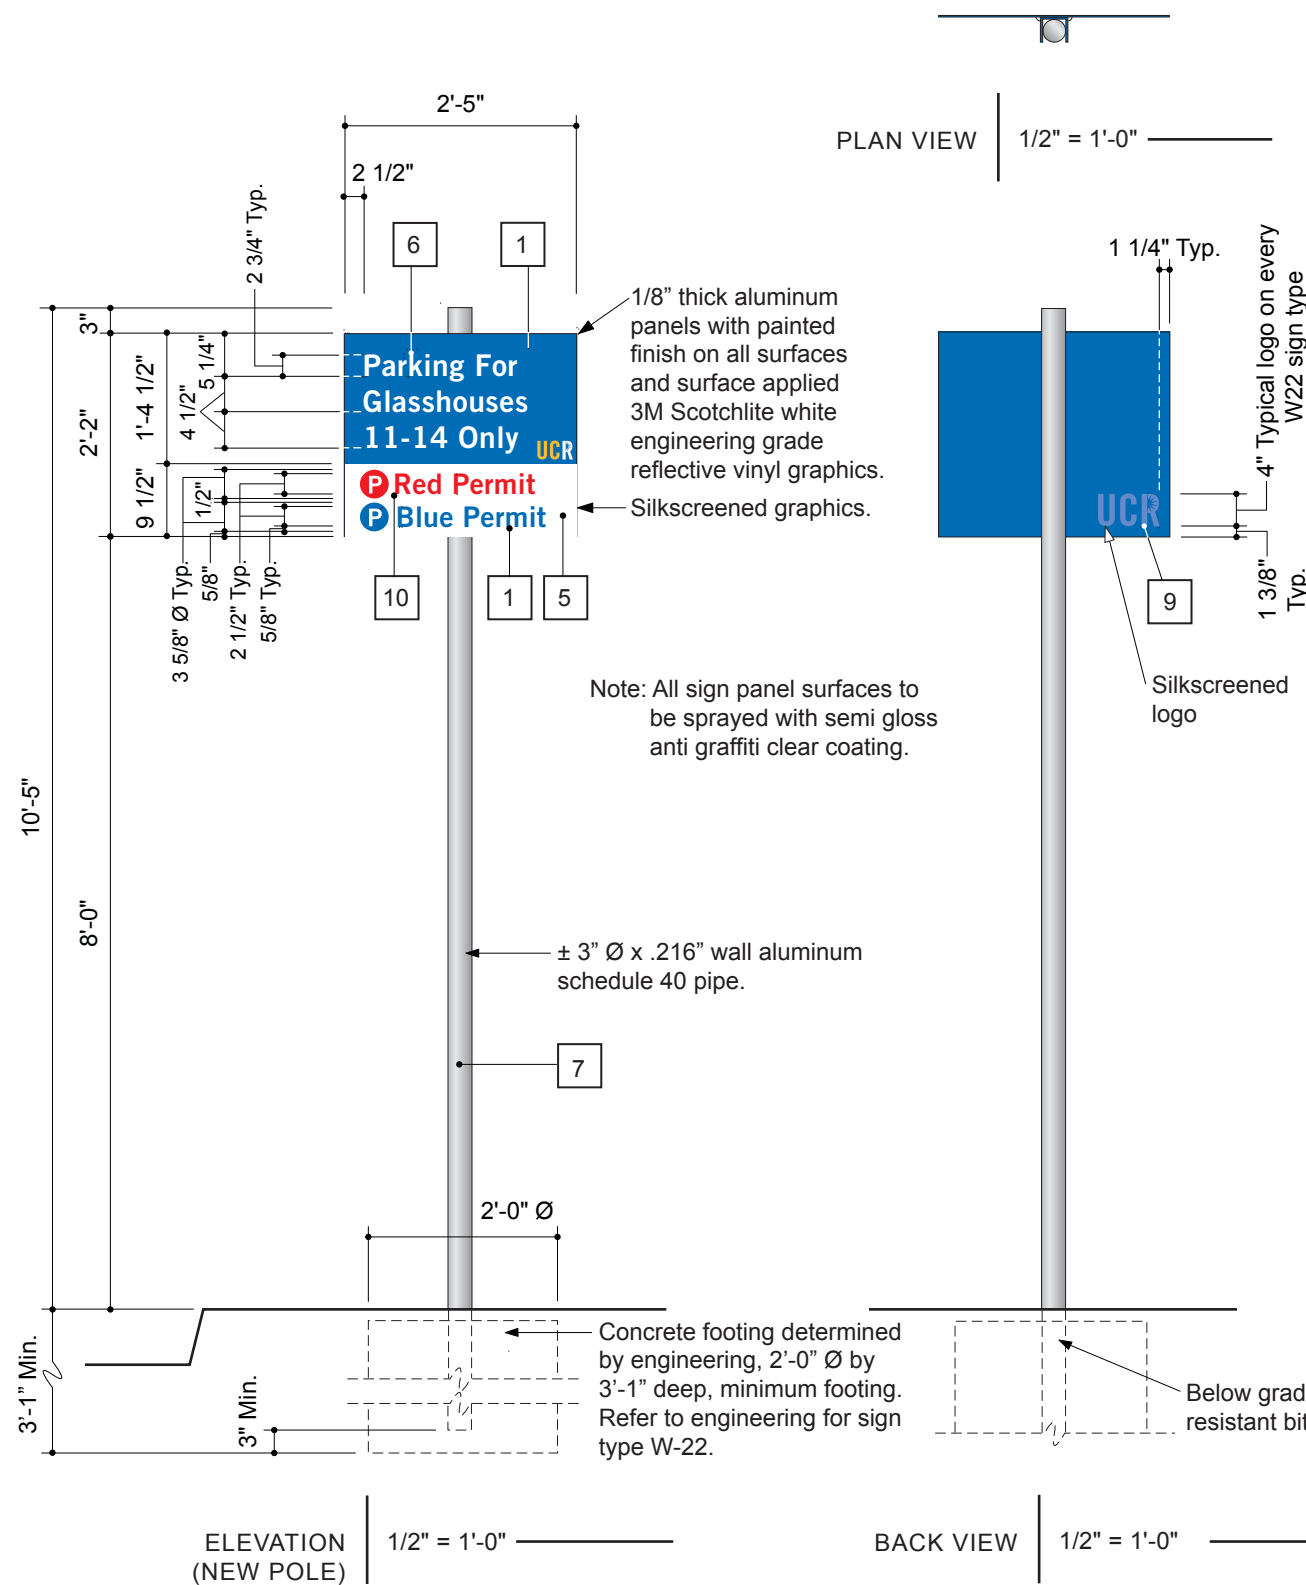 PLAN VIEW
1/2" = 1'-0"
2'-5"
2 1/2"
2 3/4" Typ.
6
1
3"
5 1/4"
1'-4 1/2"
4 1/2"
2'-2"
9 1/2"
1/2"
3 5/8" Ø Typ.
5/8"
2 1/2" Typ.
5/8" Typ.
10'-5"
8'-0"
Parking For
Glasshouses
11-14 Only
UCR
P Red Permit
P Blue Permit
10
1
5
1/8” thick aluminum
panels with painted
finish on all surfaces
and surface applied
3M Scotchlite white
engineering grade
reflective vinyl graphics.
Silkscreened graphics.
1 1/4" Typ.
4" Typical logo on every
W22 sign type
UCR
1 3/8"
Typ.
9
Silkscreened
logo
Note: All sign panel surfaces to
be sprayed with semi gloss
anti graffiti clear coating.
± 3” Ø x .216” wall aluminum
schedule 40 pipe.
7
2'-0" Ø
3’-1” Min.
3" Min.
Concrete footing determined
by engineering, 2’-0” Ø by
3’-1” deep, minimum footing.
Refer to engineering for sign
type W-22.
Below grad
resistant bit
ELEVATION
(NEW POLE)
1/2" = 1'-0"
BACK VIEW
1/2" = 1'-0"